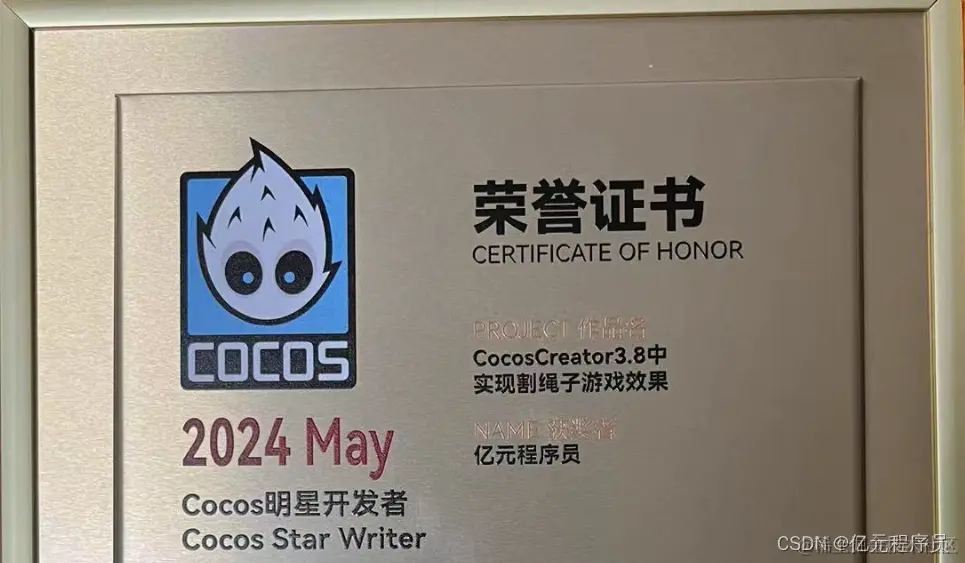 COCOS
2024 May
Cocos明星开发者
Cocos Star Writer
荣誉证书
CERTIFICATE OF HONOR
PROJECT 作品名
CocosCreator3.8中
实现割绳子游戏效果
NAME 获奖者
亿元程序员
CSDN @亿元程序员